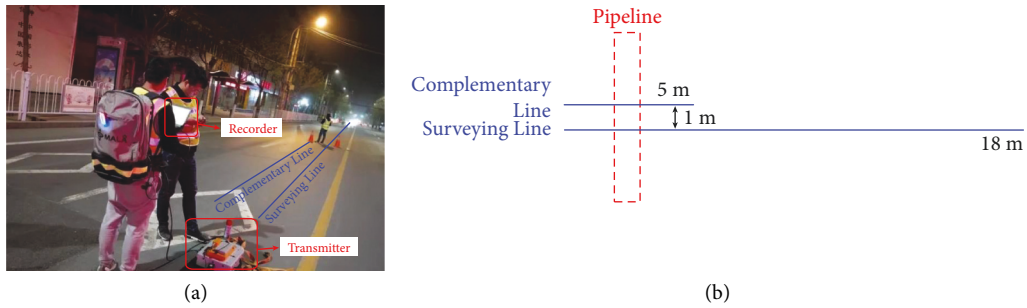 Recorder
Complementary Line
Surveying Line
Transmitter
(a)
Pipeline
Complementary
Line
5 m
1 m
Surveying Line
18 m
(b)